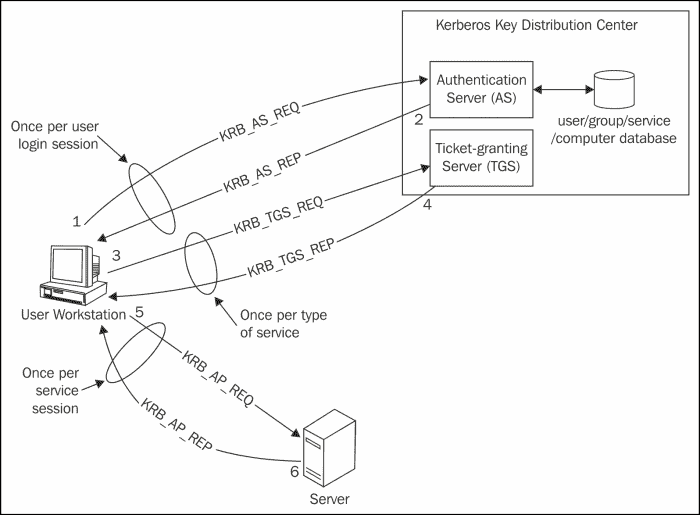 Kerberos Key Distribution Center
Authentication
Server (AS)
user/group/service
/computer database
2
Ticket-granting
Server (TGS)
4
Once per user
login session
KRB_AS_REQ
KRB_AS_REP
1
KRB_TGS_REQ
3
KRB_TGS_REP
User Workstation
5
Once per type
of service
Once per
service
session
KRB_AP_REQ
KRB_AP_REP
6
Server